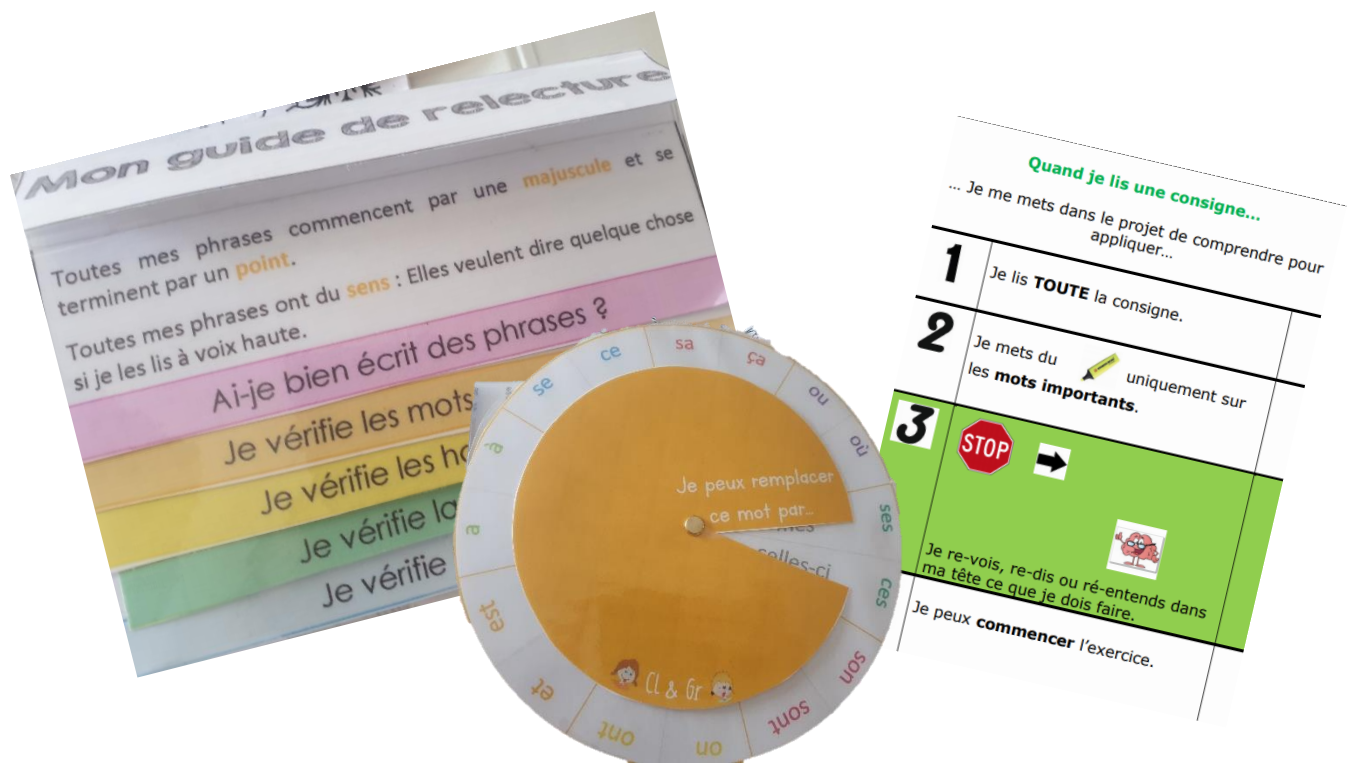 Mon guide de relecture
Toutes mes phrases commencent par une majuscule et se
terminent par un point.
Toutes mes phrases ont du sens : Elles veulent dire quelque chose
si je les lis à voix haute.
Ai-je bien écrit des phrases ?
Je vérifie les mots
Je vérifie les
Je vérifie la
Je vérifie
se
ce
sa
ça
ou
où
ses
ces
son
sont
on
ont
et
est
a
à
Je peux remplacer
ce mot par...
celles-ci
Cl & Gr
Quand je lis une consigne...
... Je me mets dans le projet de comprendre pour
appliquer...
1
Je lis TOUTE la consigne.
2
Je mets du uniquement sur
les mots importants.
3
STOP
Je re-vois, re-dis ou ré-entends dans
ma tête ce que je dois faire.
Je peux commencer l'exercice.